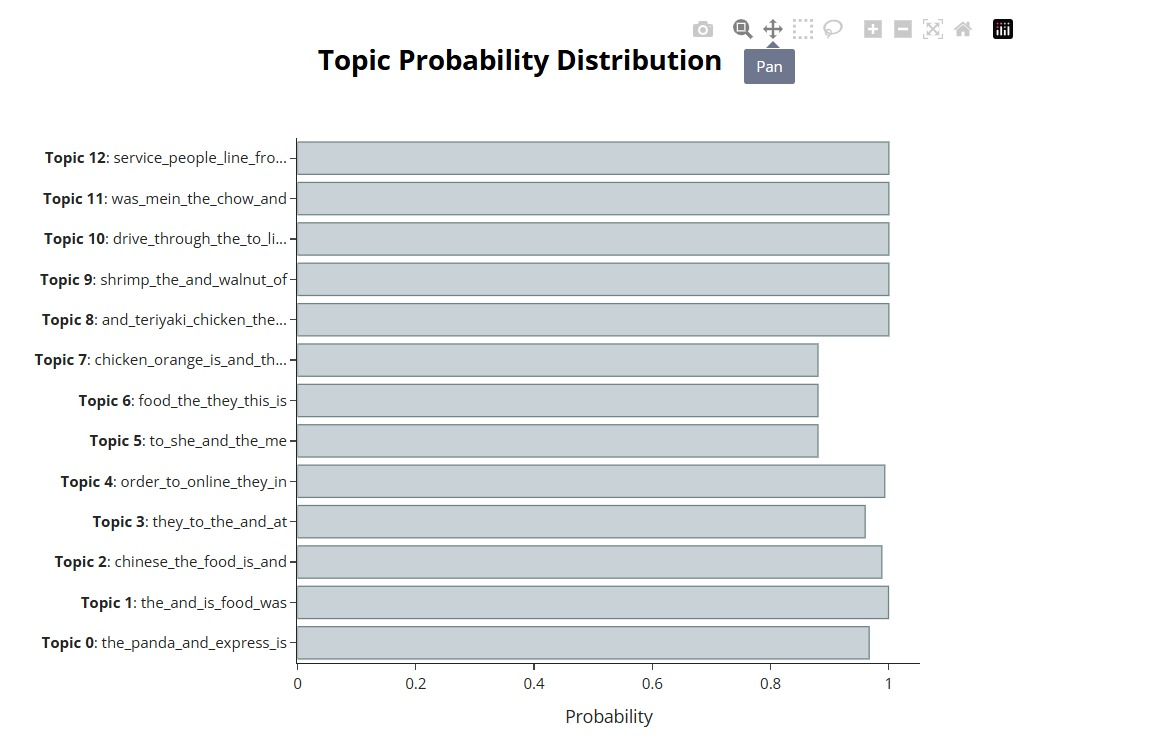 Topic Probability Distribution
Pan
Topic 12: service_people_line_fro...
Topic 11: was_mein_the_chow_and
Topic 10: drive_through_the_to_li...
Topic 9: shrimp_the_and_walnut_of
Topic 8: and_teriyaki_chicken_the...
Topic 7: chicken_orange_is_and_th...
Topic 6: food_the_they_this_is
Topic 5: to_she_and_the_me
Topic 4: order_to_online_they_in
Topic 3: they_to_the_and_at
Topic 2: chinese_the_food_is_and
Topic 1: the_and_is_food_was
Topic 0: the_panda_and_express_is
0 0.2 0.4 0.6 0.8 1
Probability